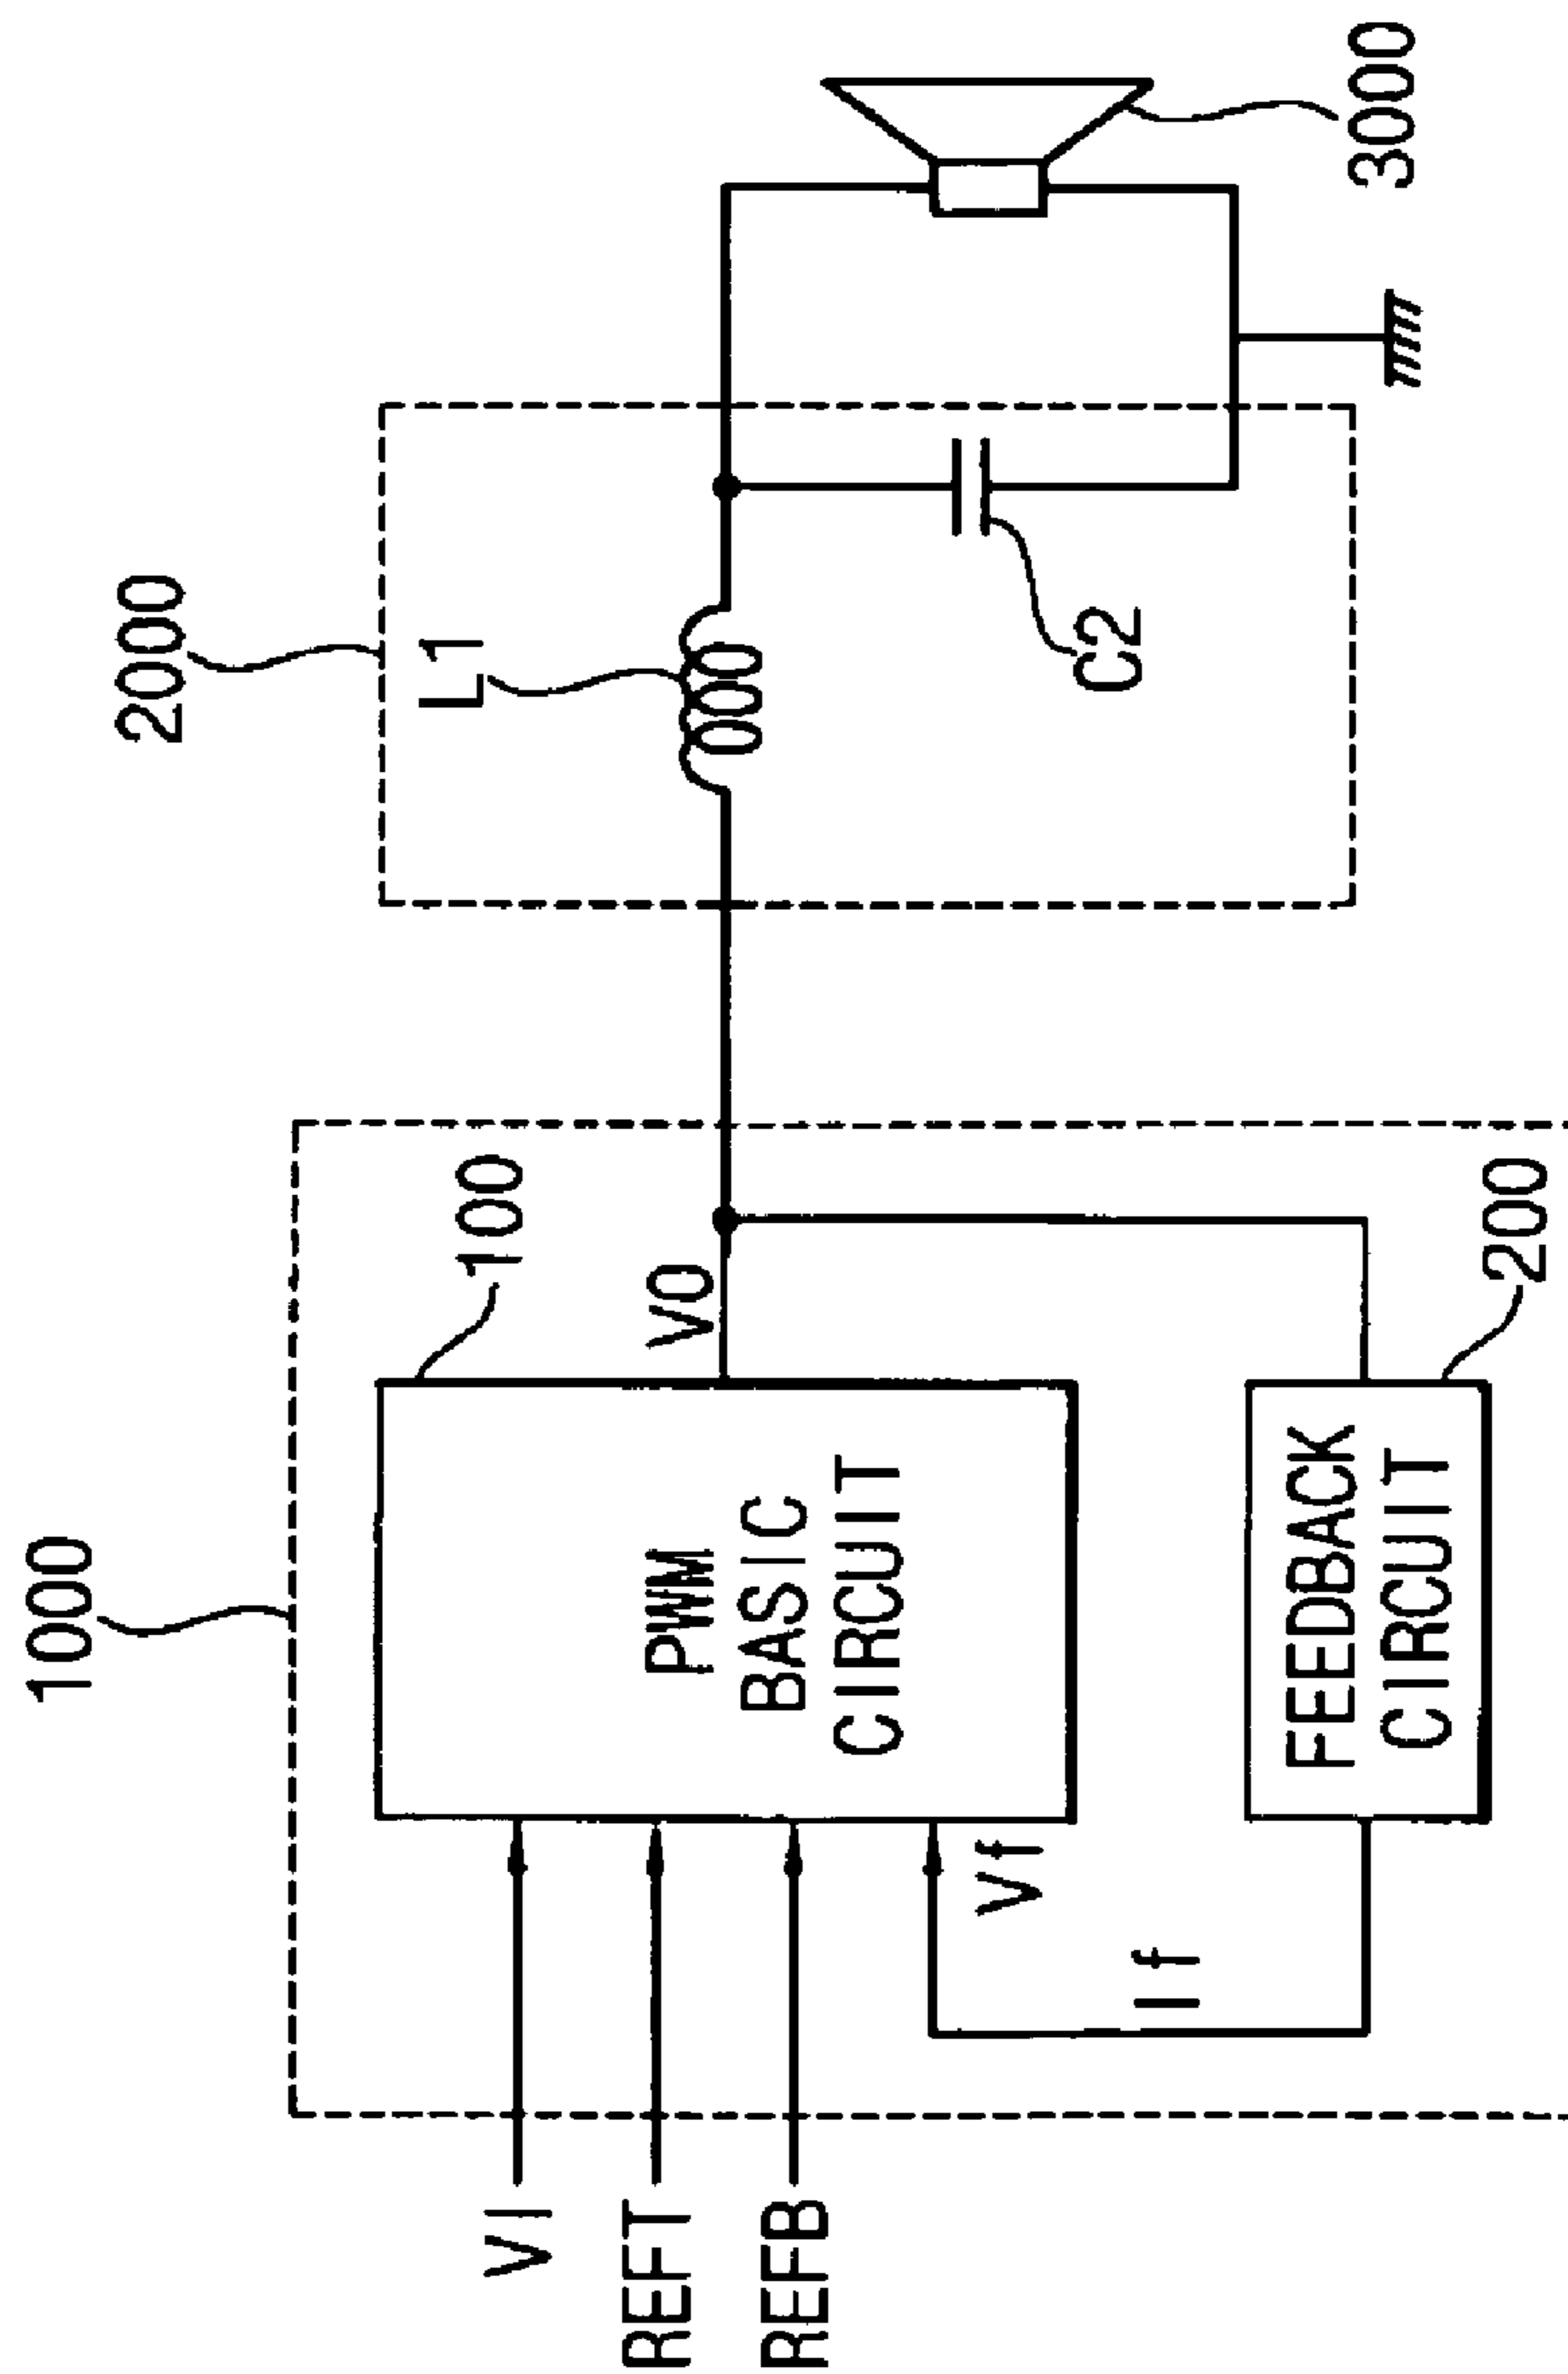 1000
2000
100
L1
VI
REFT
REFB
PWM
BASIC
CIRCUIT
VO
Vf
If
C2
FEEDBACK
CIRCUIT
200
3000